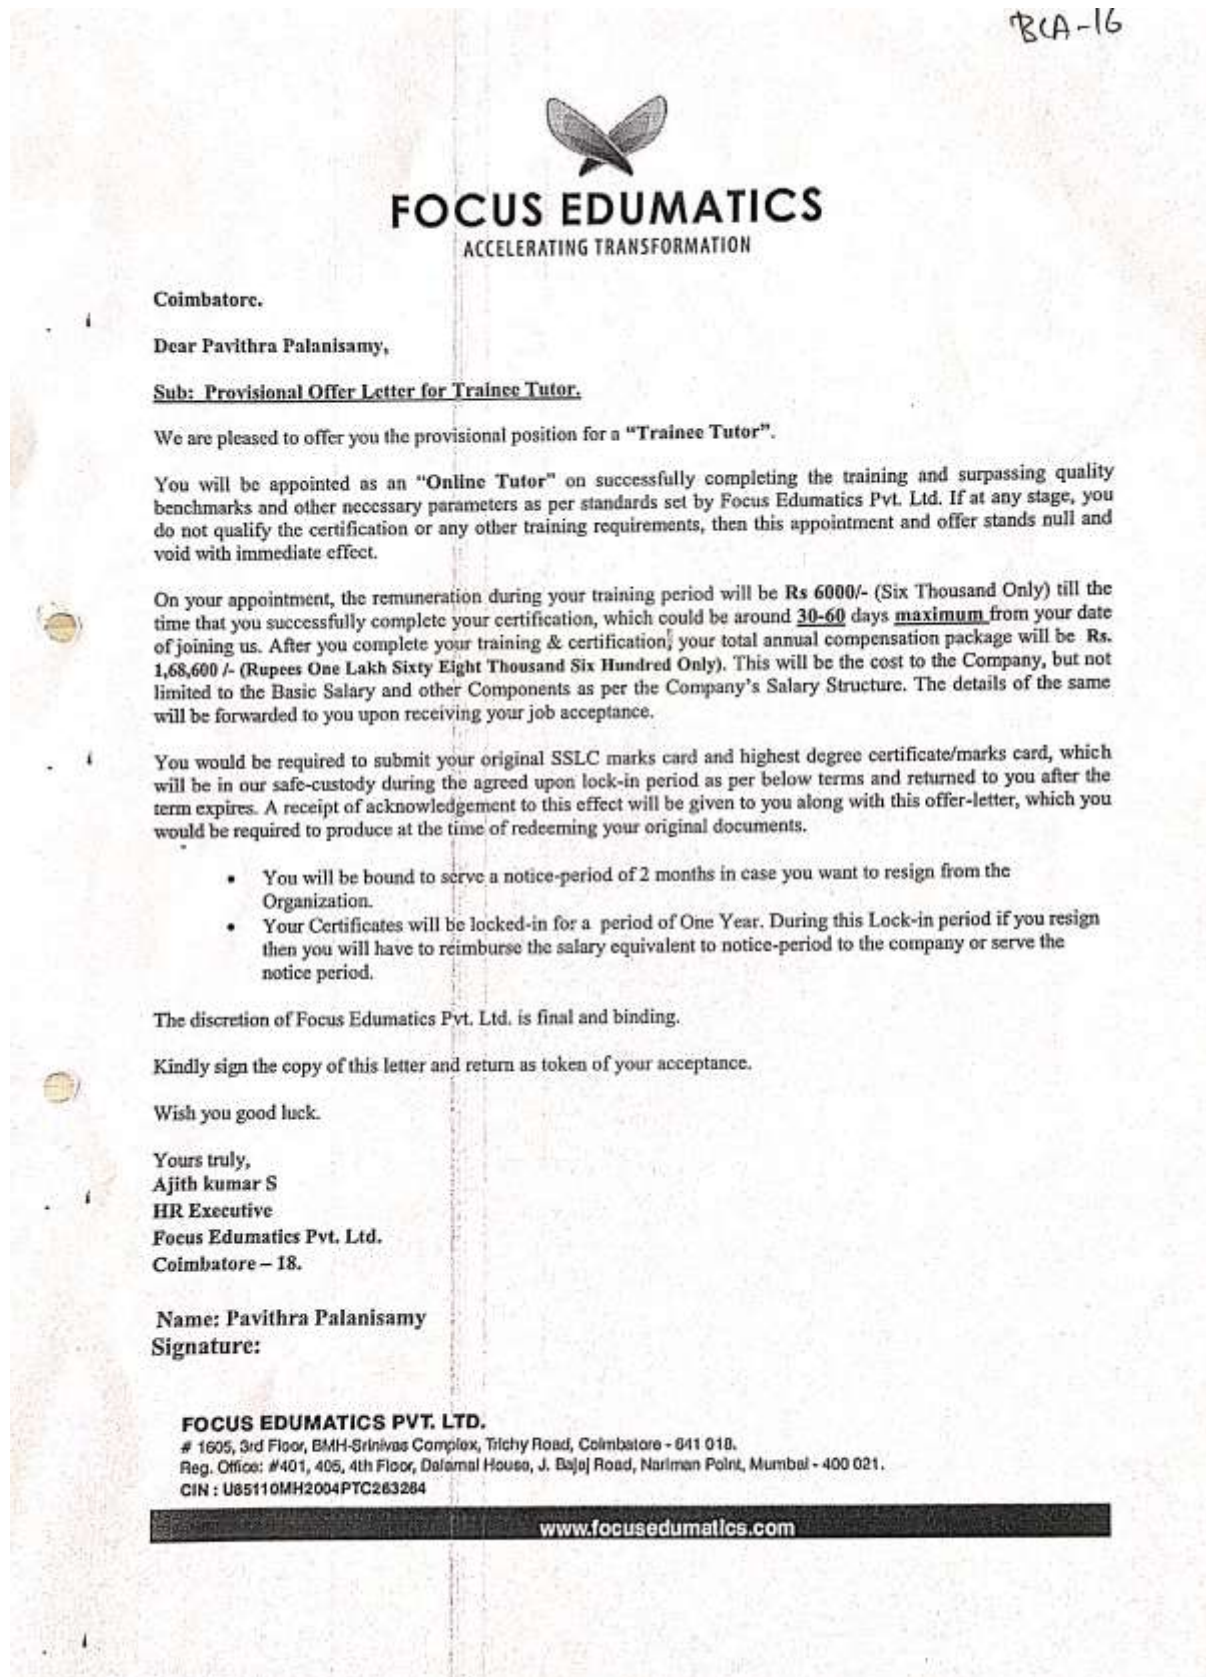 BCA-16
FOCUS EDUMATICS
ACCELERATING TRANSFORMATION
Coimbatore.
Dear Pavithra Palanisamy,
Sub: Provisional Offer Letter for Trainee Tutor.
We are pleased to offer you the provisional position for a “Trainee Tutor”.
You will be appointed as an “Online Tutor” on successfully completing the training and surpassing quality
benchmarks and other necessary parameters as per standards set by Focus Edumatics Pvt. Ltd. If at any stage, you
do not qualify the certification or any other training requirements, then this appointment and offer stands null and
void with immediate effect.
On your appointment, the remuneration during your training period will be Rs 6000/- (Six Thousand Only) till the
time that you successfully complete your certification, which could be around 30-60 days maximum from your date
of joining us. After you complete your training & certification, your total annual compensation package will be Rs.
1,68,600 /- (Rupees One Lakh Sixty Eight Thousand Six Hundred Only). This will be the cost to the Company, but not
limited to the Basic Salary and other Components as per the Company’s Salary Structure. The details of the same
will be forwarded to you upon receiving your job acceptance.
You would be required to submit your original SSLC marks card and highest degree certificate/marks card, which
will be in our safe-custody during the agreed upon lock-in period as per below terms and returned to you after the
term expires. A receipt of acknowledgement to this effect will be given to you along with this offer-letter, which you
would be required to produce at the time of redeeming your original documents.
• You will be bound to serve a notice-period of 2 months in case you want to resign from the
Organization.
• Your Certificates will be locked-in for a period of One Year. During this Lock-in period if you resign
then you will have to reimburse the salary equivalent to notice-period to the company or serve the
notice period.
The discretion of Focus Edumatics Pvt. Ltd. is final and binding.
Kindly sign the copy of this letter and return as token of your acceptance.
Wish you good luck.
Yours truly,
Ajith kumar S
HR Executive
Focus Edumatics Pvt. Ltd.
Coimbatore – 18.
Name: Pavithra Palanisamy
Signature:
FOCUS EDUMATICS PVT. LTD.
# 1605, 3rd Floor, BMH-Srinivas Complex, Trichy Road, Coimbatore - 641 018.
Reg. Office: #401, 405, 4th Floor, Dalamal House, J. Bajaj Road, Nariman Point, Mumbai - 400 021.
CIN : U85110MH2004PTC263284
www.focusedumatics.com